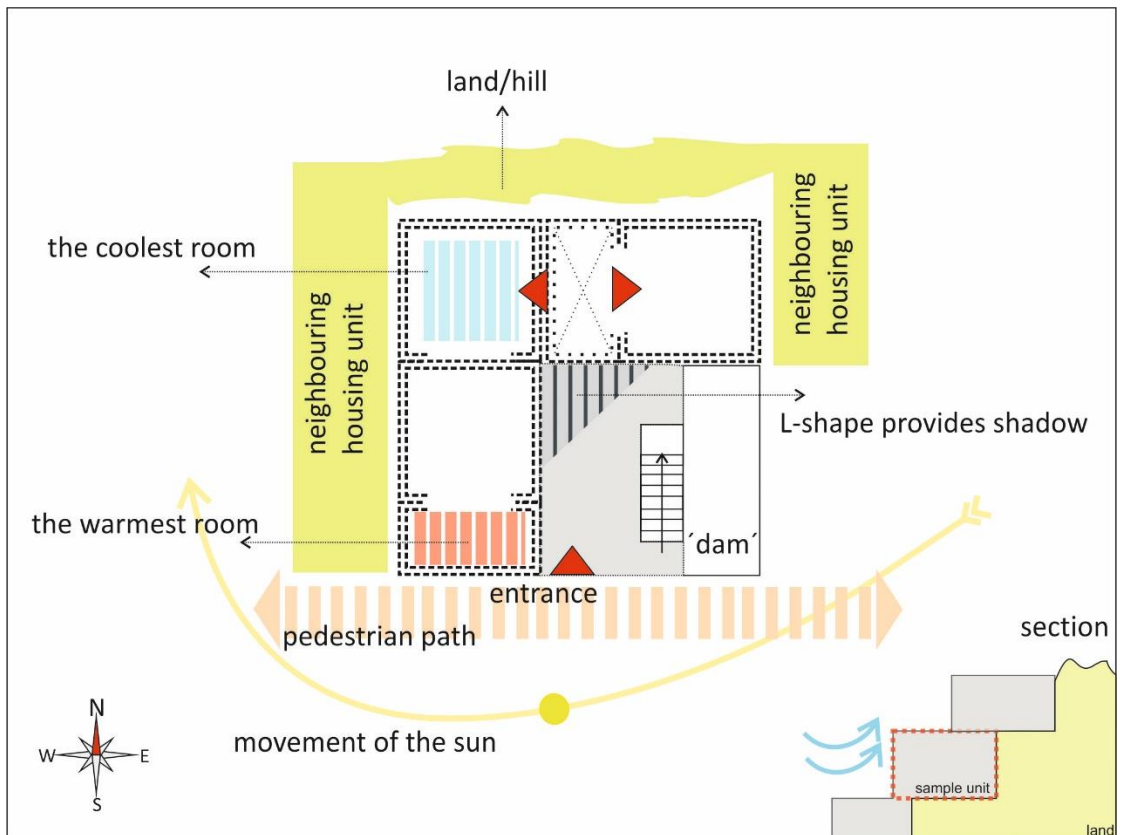 land/hill
the coolest room
neighbouring
housing unit
neighbouring
housing unit
L-shape provides shadow
the warmest room
´dam´
entrance
pedestrian path
section
movement of the sun
N
W
E
S
sample unit
land